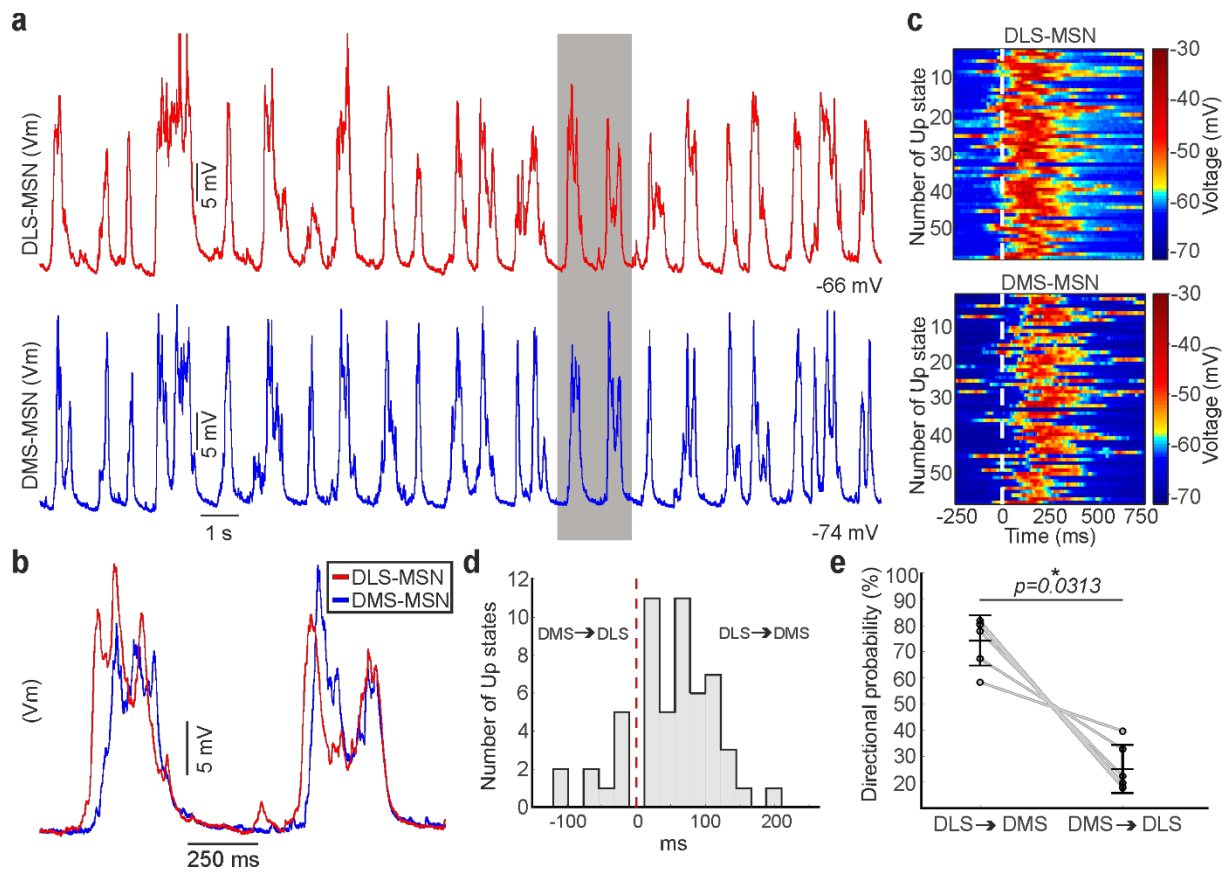 a
DLS-MSN (Vm)
5 mV
-66 mV
DMS-MSN (Vm)
5 mV
1 s
-74 mV
b
DLS-MSN
DMS-MSN
(Vm)
5 mV
250 ms
c
DLS-MSN
Number of Up state
10
20
30
40
50
-30
-40
-50
-60
-70
Voltage (mV)
DMS-MSN
Number of Up state
10
20
30
40
50
-30
-40
-50
-60
-70
Voltage (mV)
-250 0 250 500 750
Time (ms)
d
Number of Up states
12
10
8
6
4
2
0
DMS➔DLS
DLS➔DMS
-100 0 100 200
ms
e
Directional probability (%)
100
90
80
70
60
50
40
30
20
*
p=0.0313
DLS➔DMS DMS➔DLS